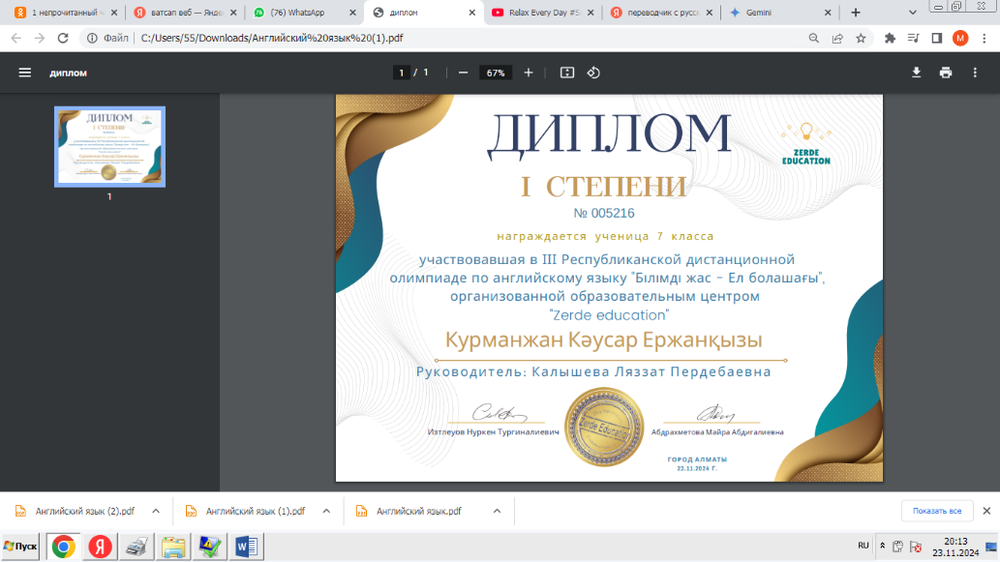 1 непрочитанный
ватсап веб — Янде
(76) WhatsApp
диплом
Relax Every Day
переводчик с русск
Gemini
Файл
C:/Users/55/Downloads/Английский%20язык%20(1).pdf
M
диплом
1 / 1
67%
1
ДИПЛОМ
ZERDE
EDUCATION
I СТЕПЕНИ
№ 005216
награждается ученица 7 класса
участвовавшая в III Республиканской дистанционной
олимпиаде по английскому языку "Білімді жас – Ел болашағы",
организованной образовательным центром
"Zerde education"
Курманжан Кәусар Ержанқызы
Руководитель: Калышева Ляззат Пердебаевна
Изтлеуов Нуркен Тургиналиевич
Zerde Education
Абдрахметова Майра Абдигалиевна
ГОРОД АЛМАТЫ
23.11.2024 Г.
Английский язык (2).pdf
Английский язык (1).pdf
Английский язык.pdf
Показать все
Пуск
RU
20:13
23.11.2024